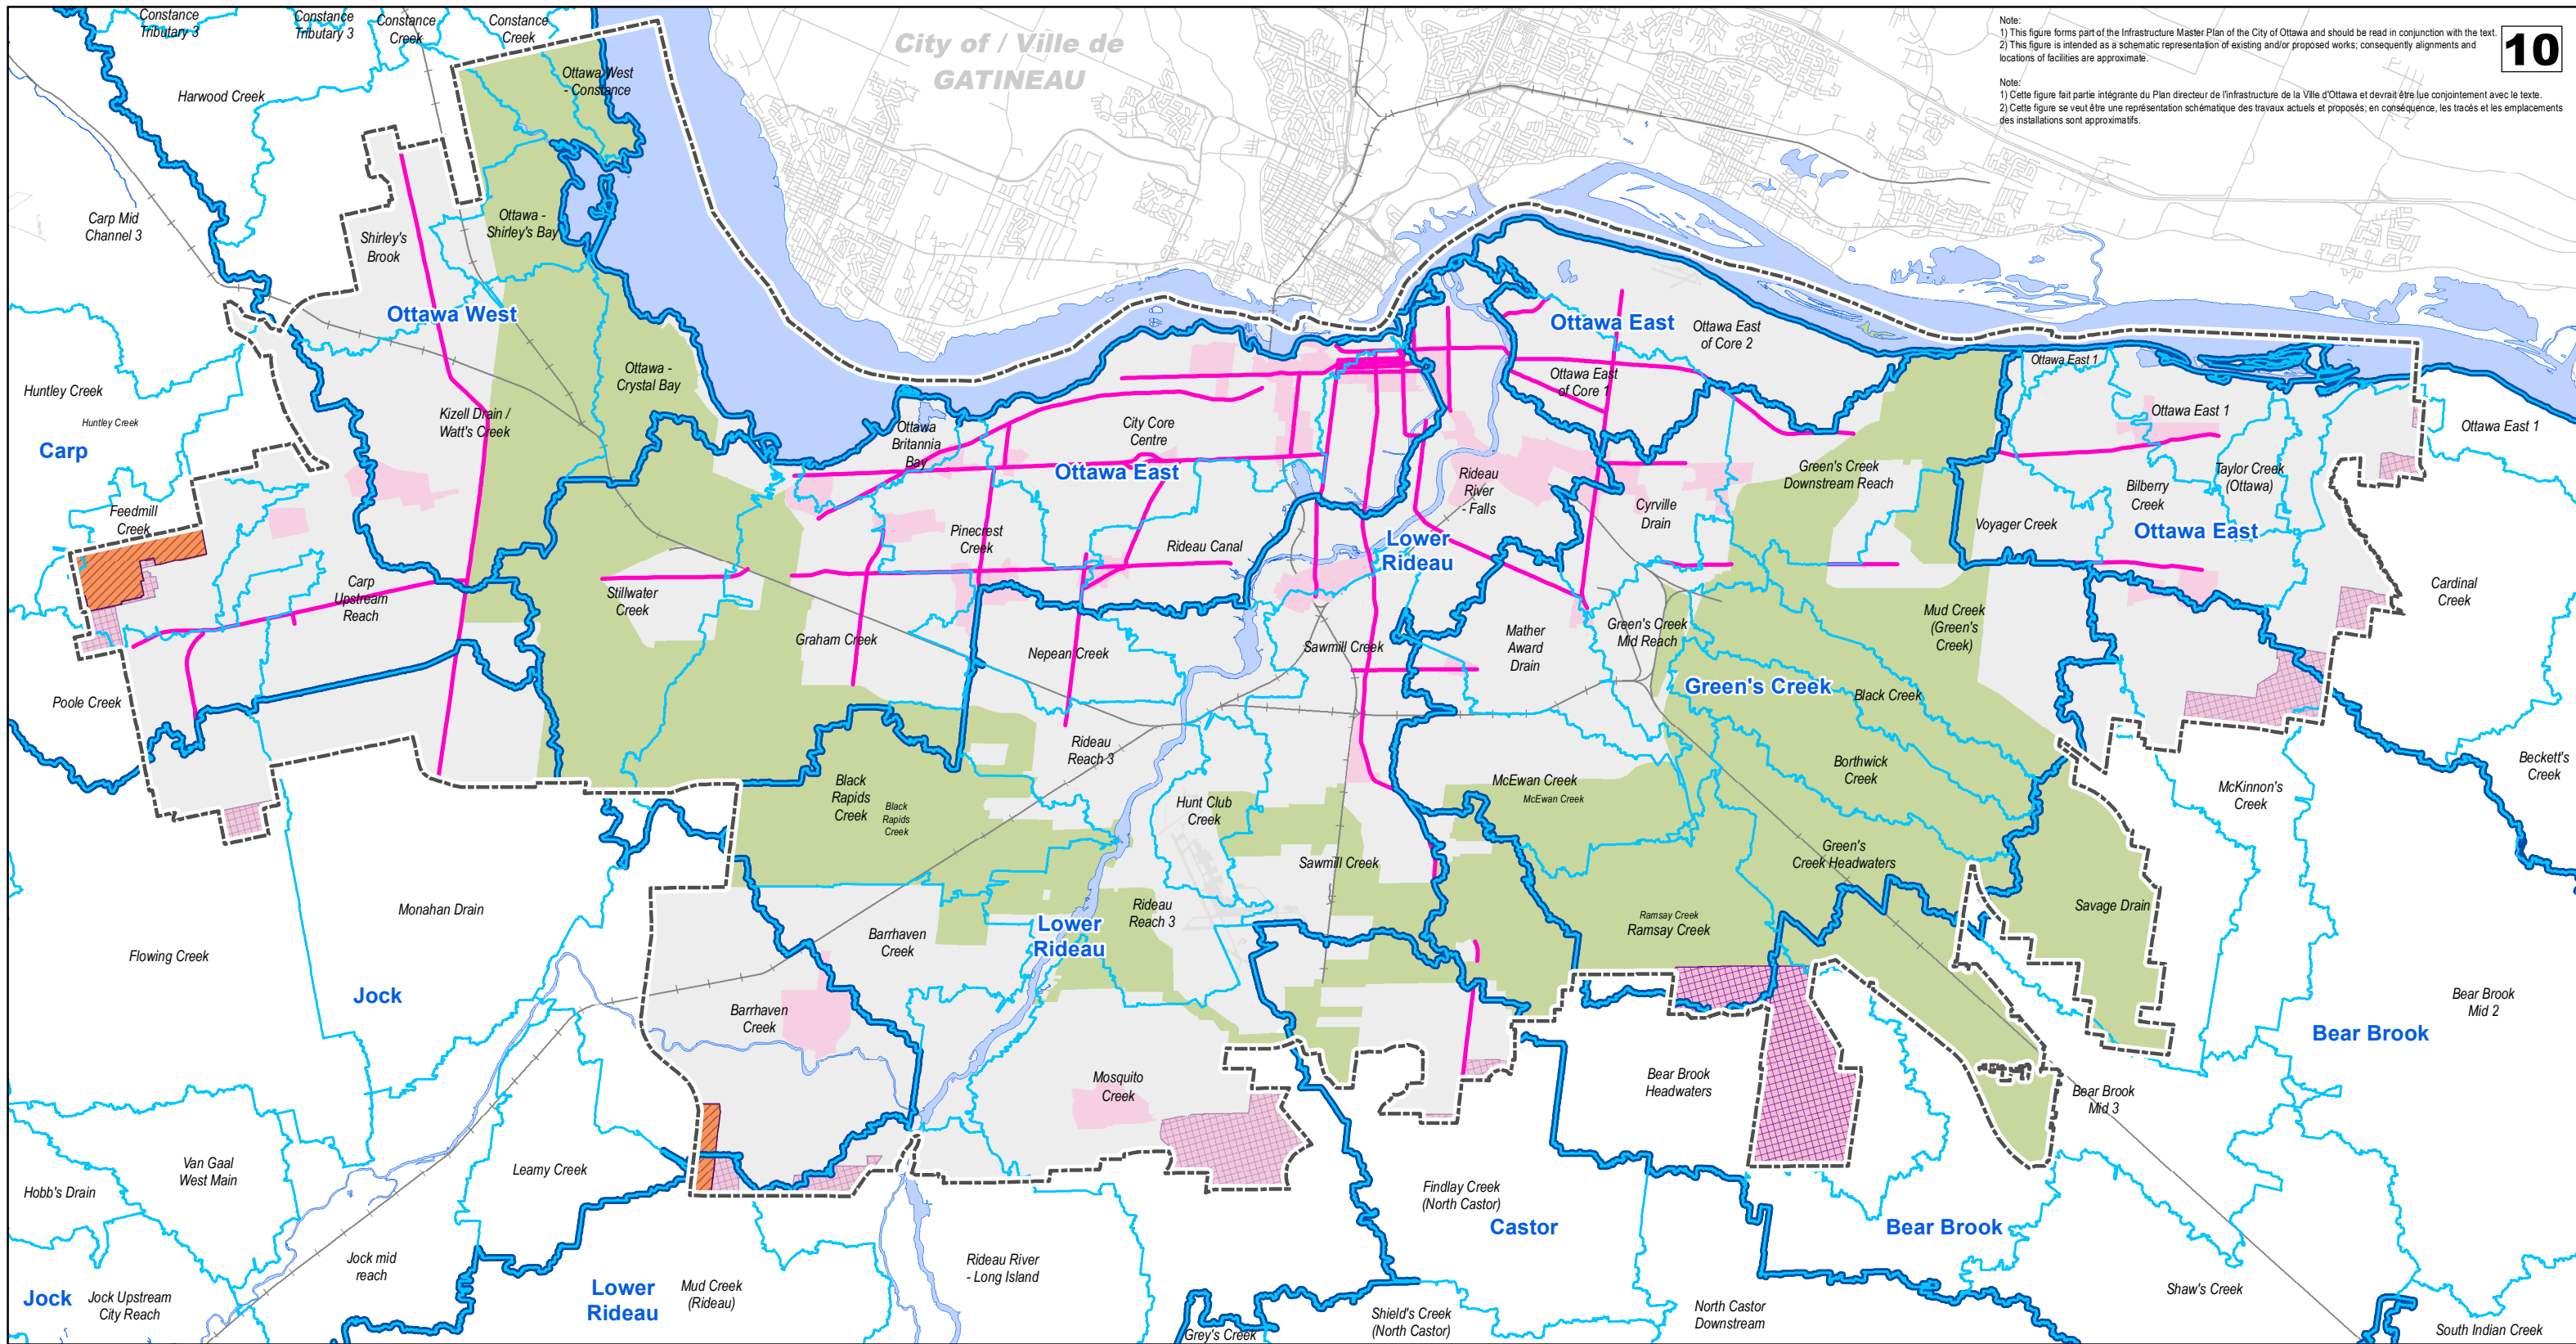 Constance
Tributary 3
Constance
Tributary 3
Constance
Creek
Constance
Creek
City of / Ville de
GATINEAU
Note:
1) This figure forms part of the Infrastructure Master Plan of the City of Ottawa and should be read in conjunction with the text.
2) This figure is intended as a schematic representation of existing and/or proposed works; consequently alignments and
locations of facilities are approximate.
Note:
1) Cette figure fait partie intégrante du Plan directeur de l'infrastructure de la Ville d'Ottawa et devrait être lue conjointement avec le texte.
2) Cette figure se veut être une représentation schématique des travaux actuels et proposés; en conséquence, les tracés et les emplacements
des installations sont approximatifs.
10
Harwood Creek
Ottawa West
- Constance
Carp Mid
Channel 3
Shirley's
Brook
Ottawa -
Shirley's Bay
Ottawa West
Ottawa East
Ottawa East
of Core 2
Ottawa East 1
Huntley Creek
Huntley Creek
Carp
Ottawa -
Crystal Bay
Kizell Drain /
Watt's Creek
Ottawa
Britannia
Bay
City Core
Centre
Ottawa East
Ottawa East
of Core 1
Ottawa East 1
Ottawa East 1
Feedmill
Creek
Rideau
River
- Falls
Green's Creek
Downstream Reach
Taylor Creek
(Ottawa)
Bilberry
Creek
Cyrville
Drain
Voyager Creek
Ottawa East
Pinecrest
Creek
Rideau Canal
Lower
Rideau
Carp
Upstream
Reach
Stillwater
Creek
Graham Creek
Nepean Creek
Sawmill Creek
Mather
Award
Drain
Green's Creek
Mid Reach
Mud Creek
(Green's
Creek)
Cardinal
Creek
Poole Creek
Green's Creek
Black Creek
Rideau
Reach 3
Black
Rapids
Creek
Black
Rapids
Creek
Hunt Club
Creek
McEwan Creek
McEwan Creek
Borthwick
Creek
McKinnon's
Creek
Beckett's
Creek
Sawmill Creek
Green's
Creek Headwaters
Monahan Drain
Flowing Creek
Barrhaven
Creek
Lower
Rideau
Rideau
Reach 3
Ramsay Creek
Ramsay Creek
Savage Drain
Jock
Barrhaven
Creek
Bear Brook
Mid 2
Bear Brook
Mosquito
Creek
Bear Brook
Headwaters
Bear Brook
Mid 3
Van Gaal
West Main
Hobb's Drain
Leamy Creek
Findlay Creek
(North Castor)
Castor
Bear Brook
Jock mid
reach
Jock
Jock Upstream
City Reach
Lower
Rideau
Mud Creek
(Rideau)
Rideau River
- Long Island
Grey's Creek
Shield's Creek
(North Castor)
North Castor
Downstream
Shaw's Creek
South Indian Creek